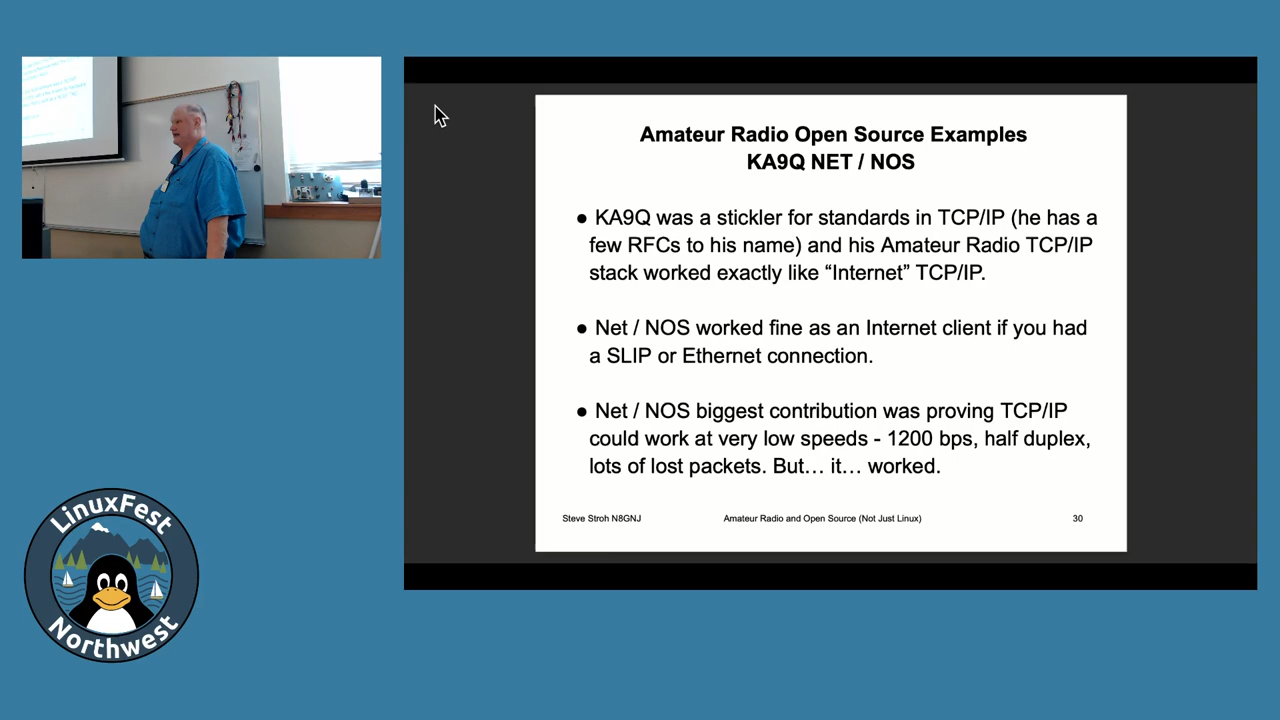 Amateur Radio Open Source Examples
KA9Q NET / NOS
● KA9Q was a stickler for standards in TCP/IP (he has a
few RFCs to his name) and his Amateur Radio TCP/IP
stack worked exactly like “Internet” TCP/IP.
● Net / NOS worked fine as an Internet client if you had
a SLIP or Ethernet connection.
● Net / NOS biggest contribution was proving TCP/IP
could work at very low speeds - 1200 bps, half duplex,
lots of lost packets. But… it… worked.
Steve Stroh N8GNJ Amateur Radio and Open Source (Not Just Linux) 30
LinuxFest
Northwest